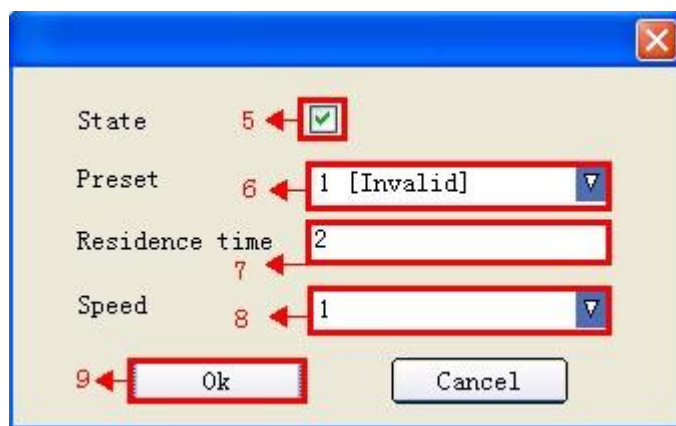 State 5
Preset 6 1 [Invalid]
Residence time 2
7
Speed 8 1
9 Ok Cancel